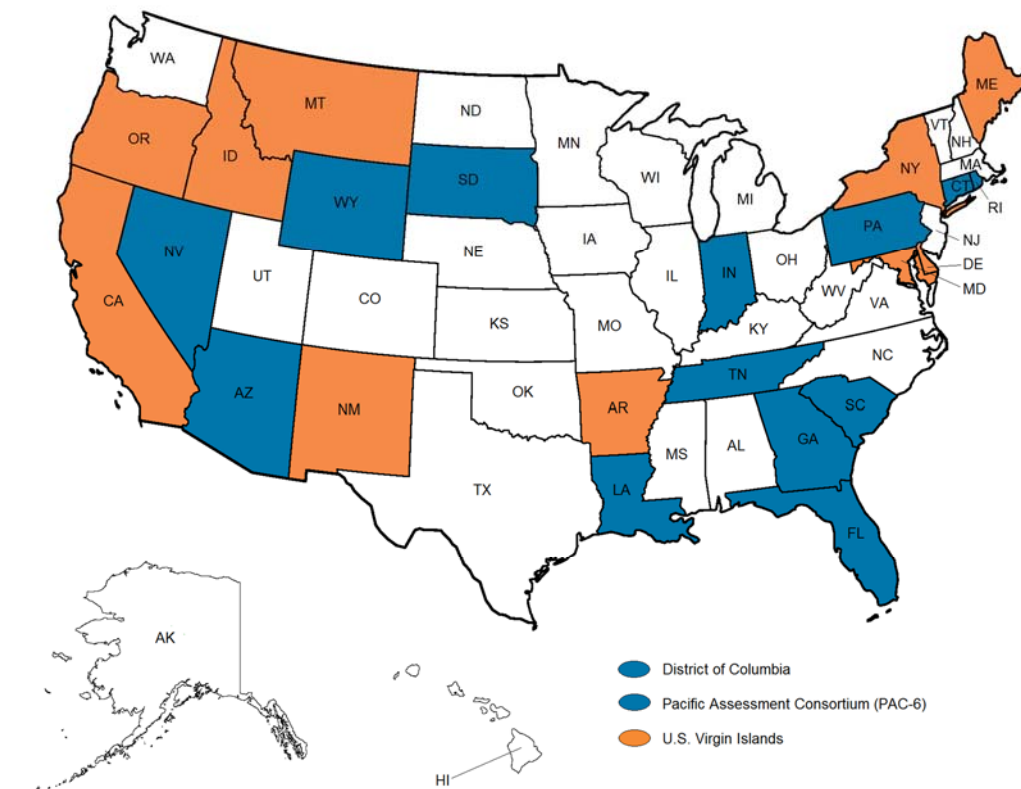 WA
MT
ND
MN
ME
VT
NH
OR
ID
WY
SD
WI
MI
NY
MA
CT
RI
NV
UT
CO
NE
IA
IL
IN
OH
PA
NJ
DE
MD
CA
KS
MO
KY
WV
VA
AZ
NM
OK
AR
TN
NC
SC
TX
LA
MS
AL
GA
FL
AK
HI
District of Columbia
Pacific Assessment Consortium (PAC-6)
U.S. Virgin Islands